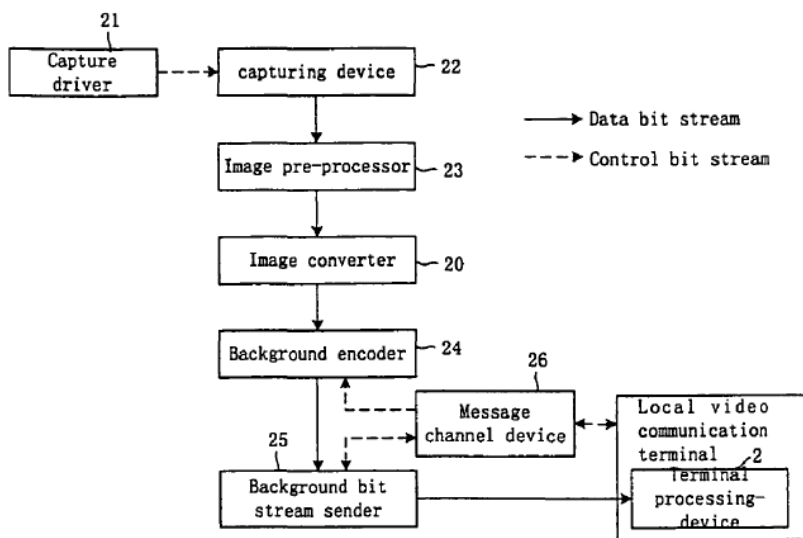 21
Capture
driver
capturing device
22
Data bit stream
Image pre-processor
23
Control bit stream
Image converter
20
Background encoder
24
26
Message
channel device
Local video
communication
terminal
2
25
Background bit
stream sender
Terminal
processing-
device